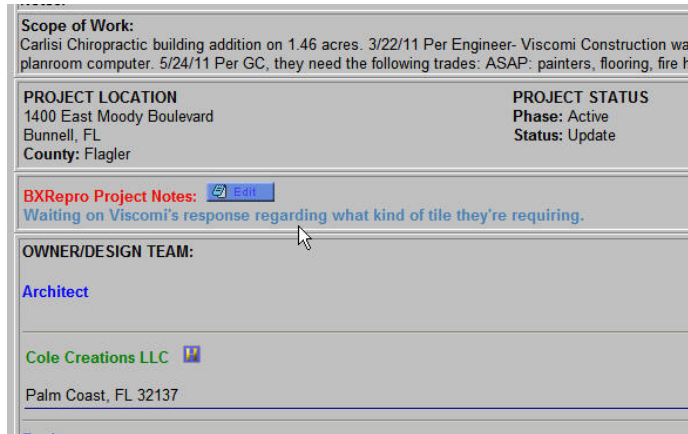 Scope of Work:
Carlisi Chiropractic building addition on 1.46 acres. 3/22/11 Per Engineer- Viscomi Construction wa
planroom computer. 5/24/11 Per GC, they need the following trades: ASAP: painters, flooring, fire h
PROJECT LOCATION
1400 East Moody Boulevard
Bunnell, FL
County: Flagler
PROJECT STATUS
Phase: Active
Status: Update
BXRepro Project Notes: Edit
Waiting on Viscomi's response regarding what kind of tile they're requiring.
OWNER/DESIGN TEAM:
Architect
Cole Creations LLC
Palm Coast, FL 32137